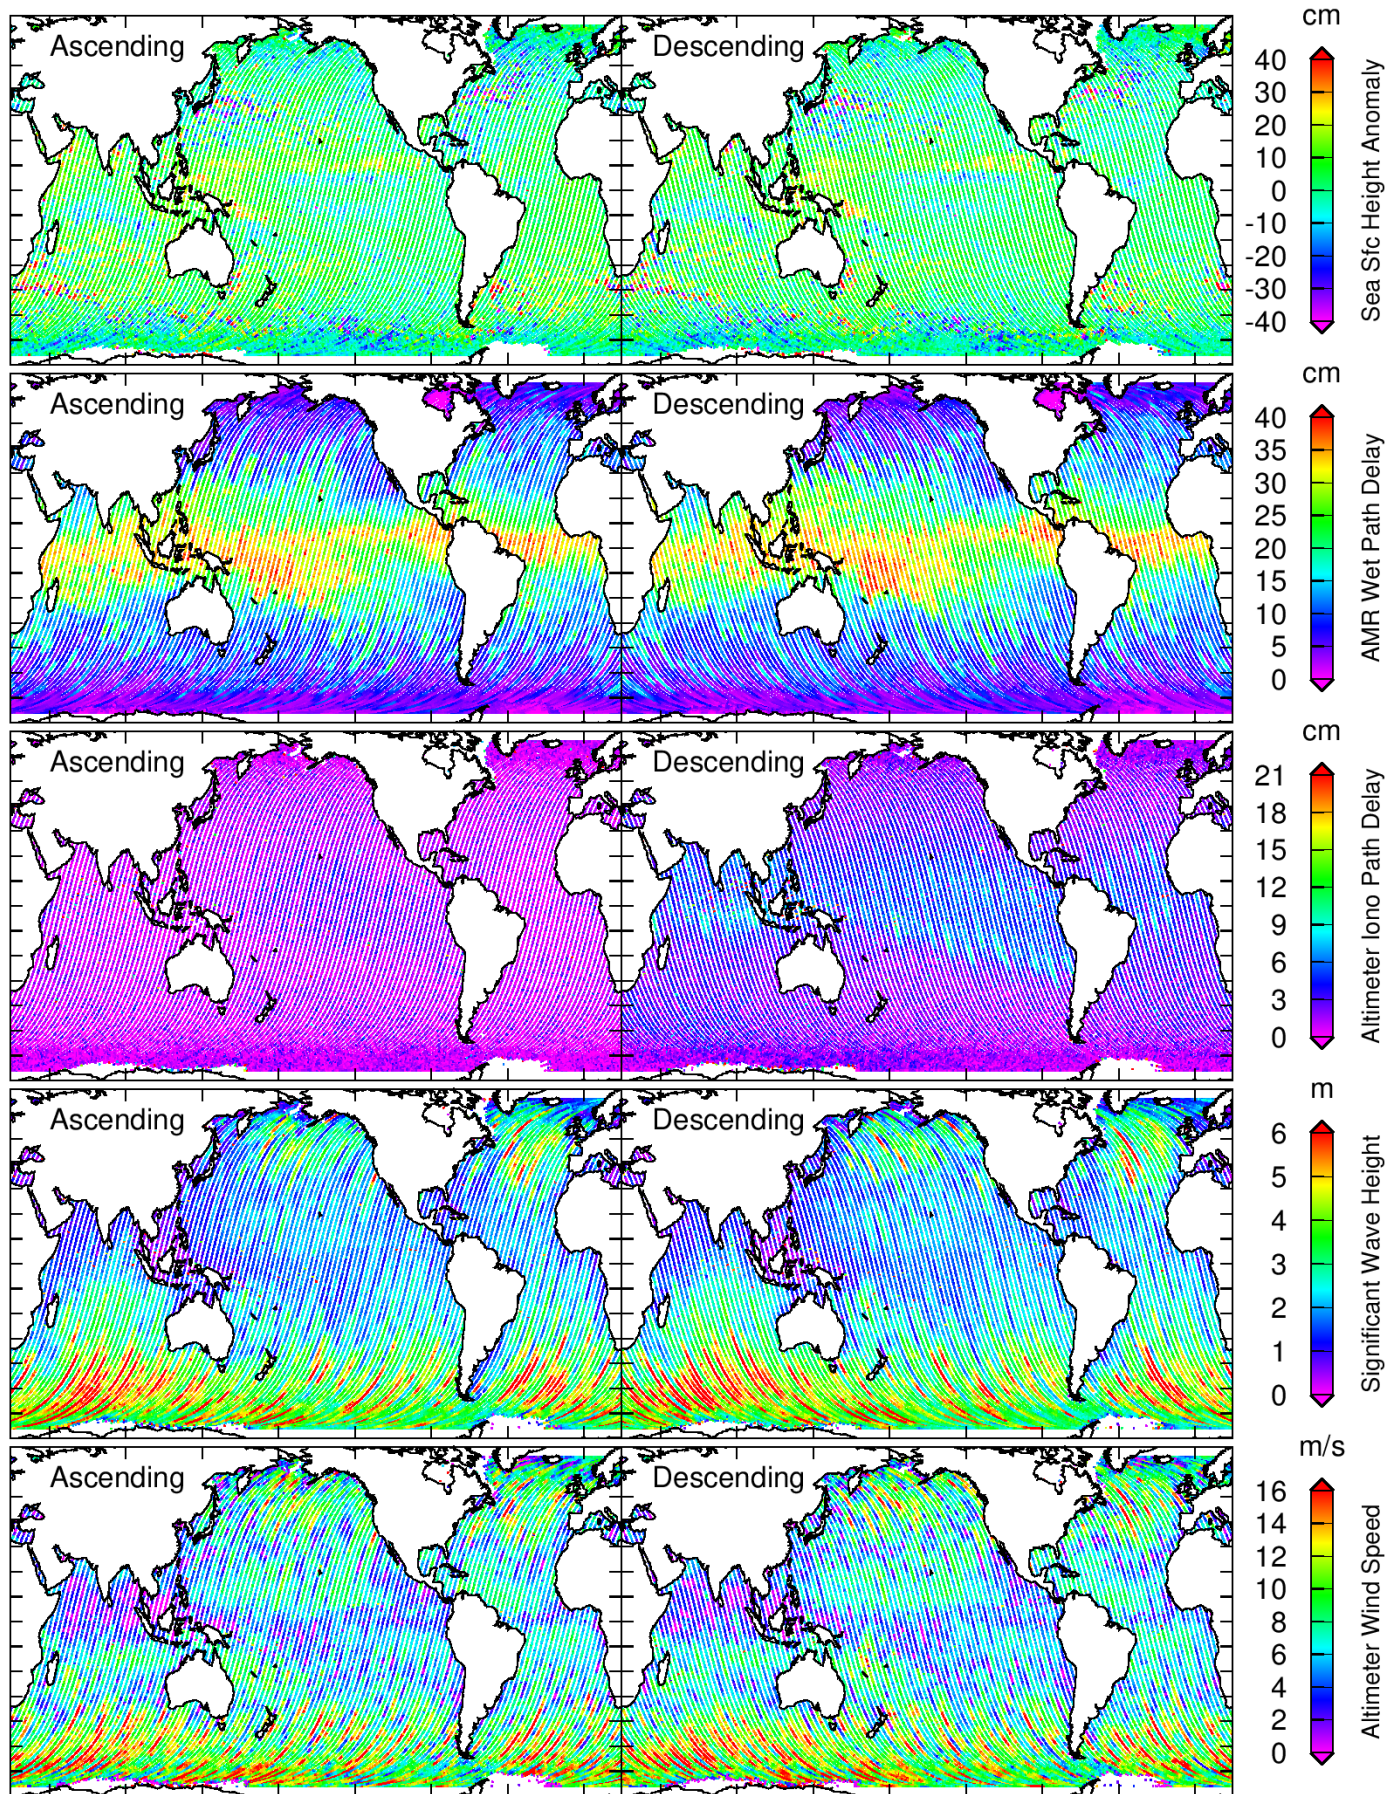 cm
Ascending
Descending
40
30
20
10
0
-10
-20
-30
-40
Sea Sfc Height Anomaly
cm
Ascending
Descending
40
35
30
25
20
15
10
5
0
AMR Wet Path Delay
cm
Ascending
Descending
21
18
15
12
9
6
3
0
Altimeter Iono Path Delay
m
Ascending
Descending
6
5
4
3
2
1
0
Significant Wave Height
m/s
Ascending
Descending
16
14
12
10
8
6
4
2
0
Altimeter Wind Speed